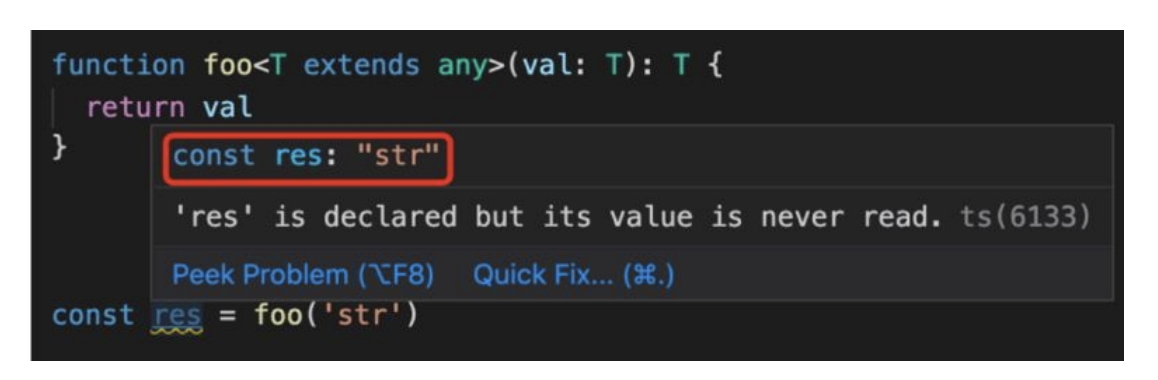 function foo<T extends any>(val: T): T {
return val
}
const res: "str"
'res' is declared but its value is never read. ts(6133)
Peek Problem (⌥F8) Quick Fix... (⌘.)
const res = foo('str')